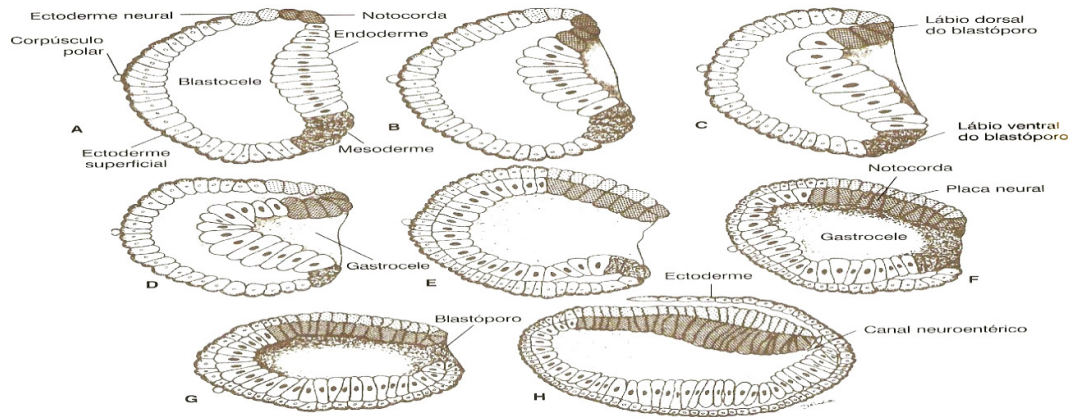 Ectoderme neural
Notocorda
Corpúsculo
polar
Endoderme
Blastocele
A
Ectoderme
superficial
Mesoderme
B
Lábio dorsal
do blastóporo
C
Lábio ventral
do blastóporo
Gastrocele
D
E
Notocorda
Placa neural
Gastrocele
F
Blastóporo
G
Ectoderme
Canal neuroentérico
H